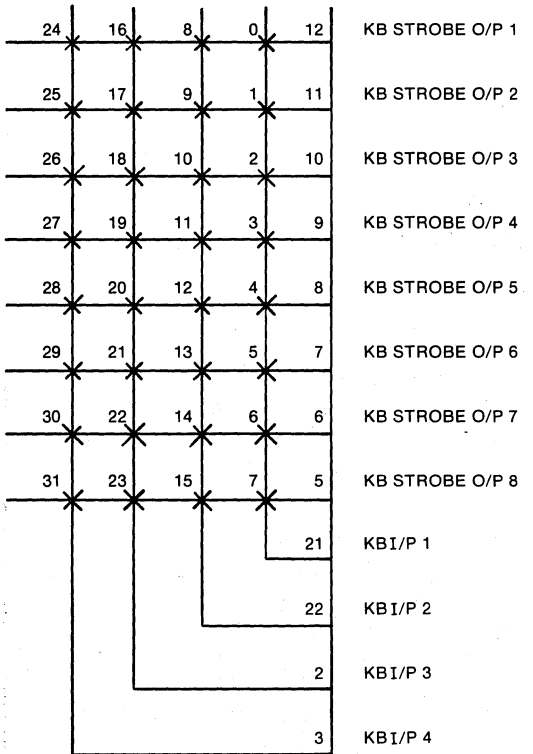 24 16 8 0 12 KB STROBE O/P 1
25 17 9 1 11 KB STROBE O/P 2
26 18 10 2 10 KB STROBE O/P 3
27 19 11 3 9 KB STROBE O/P 4
28 20 12 4 8 KB STROBE O/P 5
29 21 13 5 7 KB STROBE O/P 6
30 22 14 6 6 KB STROBE O/P 7
31 23 15 7 5 KB STROBE O/P 8
21 KBI/P 1
22 KBI/P 2
2 KBI/P 3
3 KBI/P 4